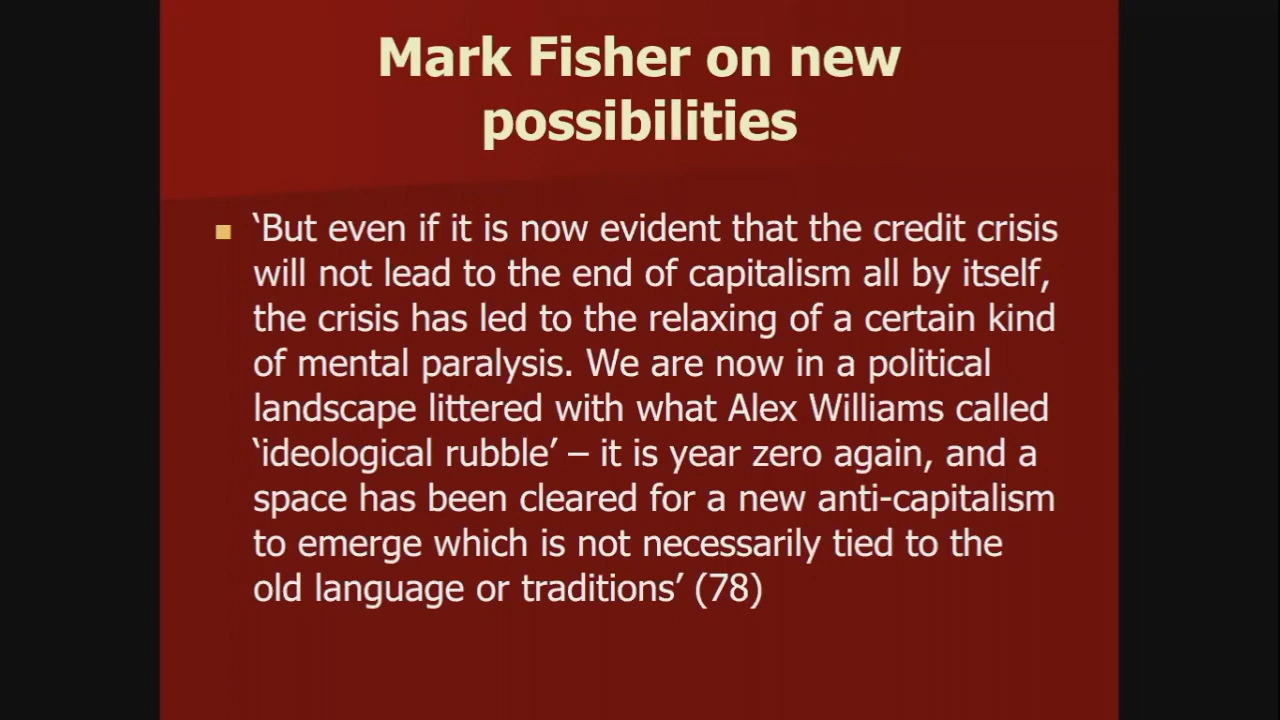 Mark Fisher on new
possibilities
‘But even if it is now evident that the credit crisis
will not lead to the end of capitalism all by itself,
the crisis has led to the relaxing of a certain kind
of mental paralysis. We are now in a political
landscape littered with what Alex Williams called
‘ideological rubble’ – it is year zero again, and a
space has been cleared for a new anti-capitalism
to emerge which is not necessarily tied to the
old language or traditions’ (78)